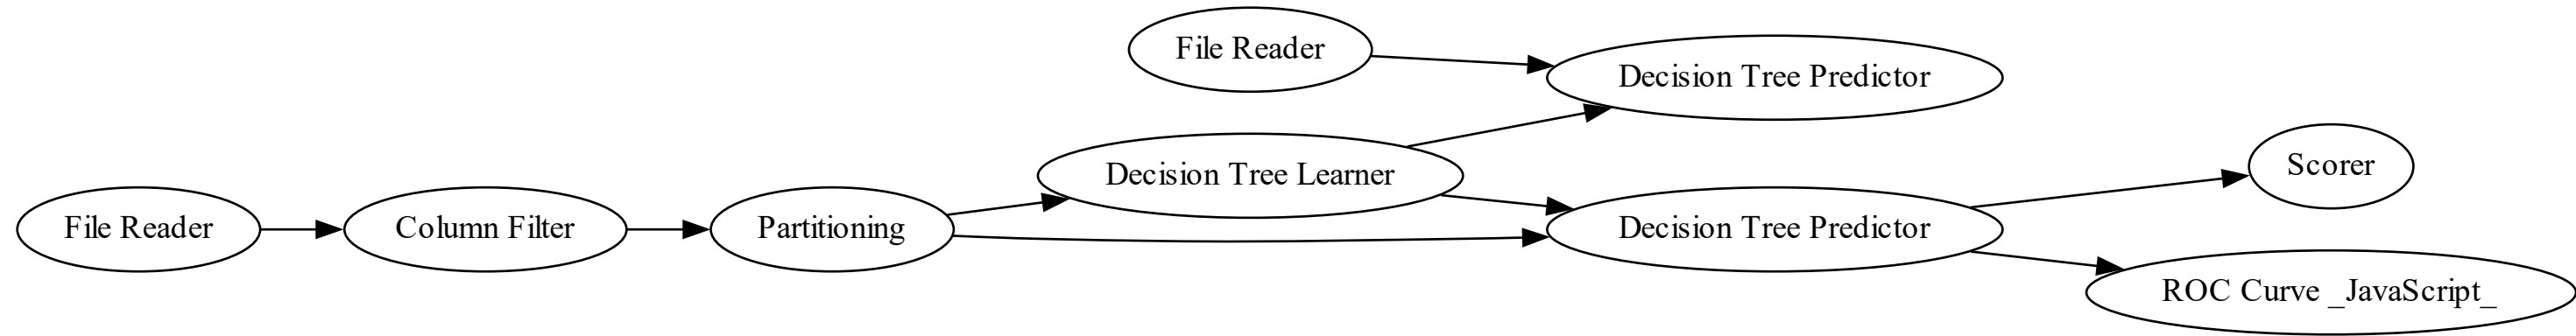 File Reader
Decision Tree Predictor
Scorer
Decision Tree Learner
File Reader
Column Filter
Partitioning
Decision Tree Predictor
ROC Curve _JavaScript_